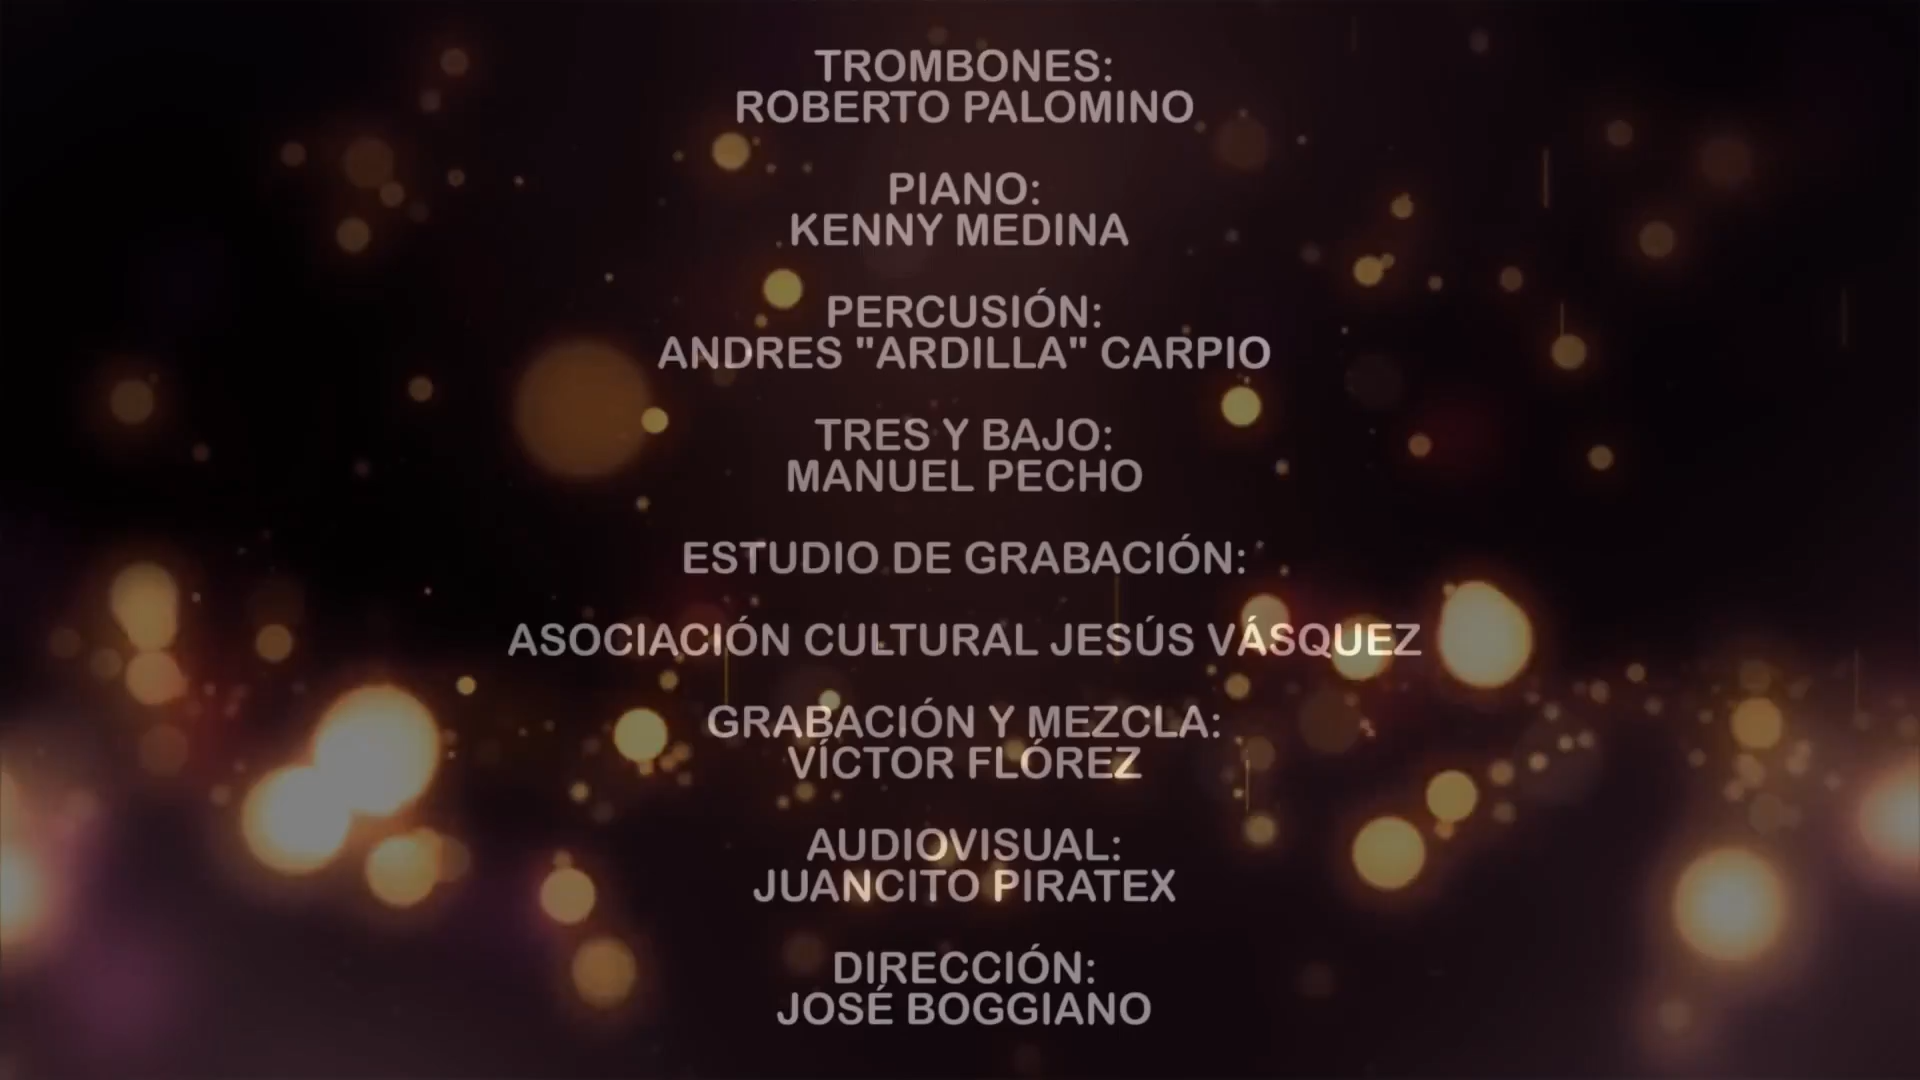 TROMBONES:
ROBERTO PALOMINO
PIANO:
KENNY MEDINA
PERCUSIÓN:
ANDRES "ARDILLA" CARPIO
TRES Y BAJO:
MANUEL PECHO
ESTUDIO DE GRABACIÓN:
ASOCIACIÓN CULTURAL JESÚS VÁSQUEZ
GRABACIÓN Y MEZCLA:
VÍCTOR FLÓREZ
AUDIOVISUAL:
JUANCITO PIRATEX
DIRECCIÓN:
JOSÉ BOGGIANO